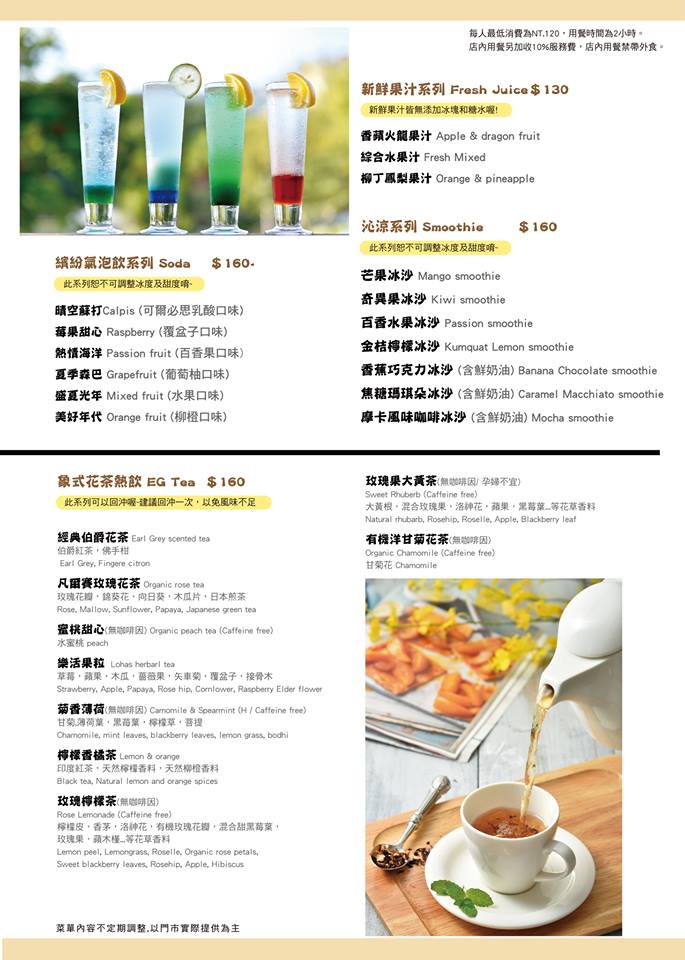 每人最低消費為NT.120，用餐時間為2小時。
店內用餐另加收10%服務費，店內用餐禁帶外食。
新鮮果汁系列 Fresh Juice $130
新鮮果汁皆無添加冰塊和糖水喔!
香蘋火龍果汁 Apple & dragon fruit
綜合水果汁 Fresh Mixed
柳丁鳳梨果汁 Orange & pineapple
沁涼系列 Smoothie $160
此系列恕不可調整冰度及甜度唷~
芒果冰沙 Mango smoothie
奇異果冰沙 Kiwi smoothie
百香水果冰沙 Passion smoothie
金桔檸檬冰沙 Kumquat Lemon smoothie
香蕉巧克力冰沙 (含鮮奶油) Banana Chocolate smoothie
焦糖瑪琪朵冰沙 (含鮮奶油) Caramel Macchiato smoothie
摩卡風味咖啡冰沙 (含鮮奶油) Mocha smoothie
繽紛氣泡飲系列 Soda $160-
此系列恕不可調整冰度及甜度唷~
晴空蘇打Calpis (可爾必思乳酸口味)
莓果甜心 Raspberry (覆盆子口味)
熱情海洋 Passion fruit (百香果口味)
夏季森巴 Grapefruit (葡萄柚口味)
盛夏光年 Mixed fruit (水果口味)
美好年代 Orange fruit (柳橙口味)
象式花茶熱飲 EG Tea $160
此系列可以回沖喔~建議回沖一次，以免風味不足
經典伯爵花茶 Earl Grey scented tea
伯爵紅茶，佛手柑
Earl Grey, Fingere citron
凡爾賽玫瑰花茶 Organic rose tea
玫瑰花瓣，錦葵花，向日葵，木瓜片，日本煎茶
Rose, Mallow, Sunflower, Papaya, Japanese green tea
蜜桃甜心(無咖啡因) Organic peach tea (Caffeine free)
水蜜桃 peach
樂活果粒 Lohas herbarl tea
草莓，蘋果，木瓜，薔薇果，矢車菊，覆盆子，接骨木
Strawberry, Apple, Papaya, Rose hip, Cornlower, Raspberry Elder flower
菊香薄荷(無咖啡因) Camomile & Spearmint (H / Caffeine free)
甘菊,薄荷葉，黑莓葉，檸檬草，菩提
Chamomile, mint leaves, blackberry leaves, lemon grass, bodhi
檸檬香橘茶 Lemon & orange
印度紅茶，天然檸檬香料，天然柳橙香料
Black tea, Natural lemon and orange spices
玫瑰檸檬茶(無咖啡因)
Rose Lemonade (Caffeine free)
檸檬皮，香茅，洛神花，有機玫瑰花瓣，混合甜黑莓葉，
玫瑰果，蘋木槿...等花草香料
Lemon peel, Lemongrass, Roselle, Organic rose petals,
Sweet blackberry leaves, Rosehip, Apple, Hibiscus
玫瑰果大黃茶(無咖啡因/ 孕婦不宜)
Sweet Rhuberb (Caffeine free)
大黃根，混合玫瑰果，洛神花，蘋果，黑莓葉...等花草香料
Natural rhubarb, Rosehip, Roselle, Apple, Blackberry leaf
有機洋甘菊花茶(無咖啡因)
Organic Chamomile (Caffeine free)
甘菊花 Chamomile
菜單內容不定期調整,以門市實際提供為主